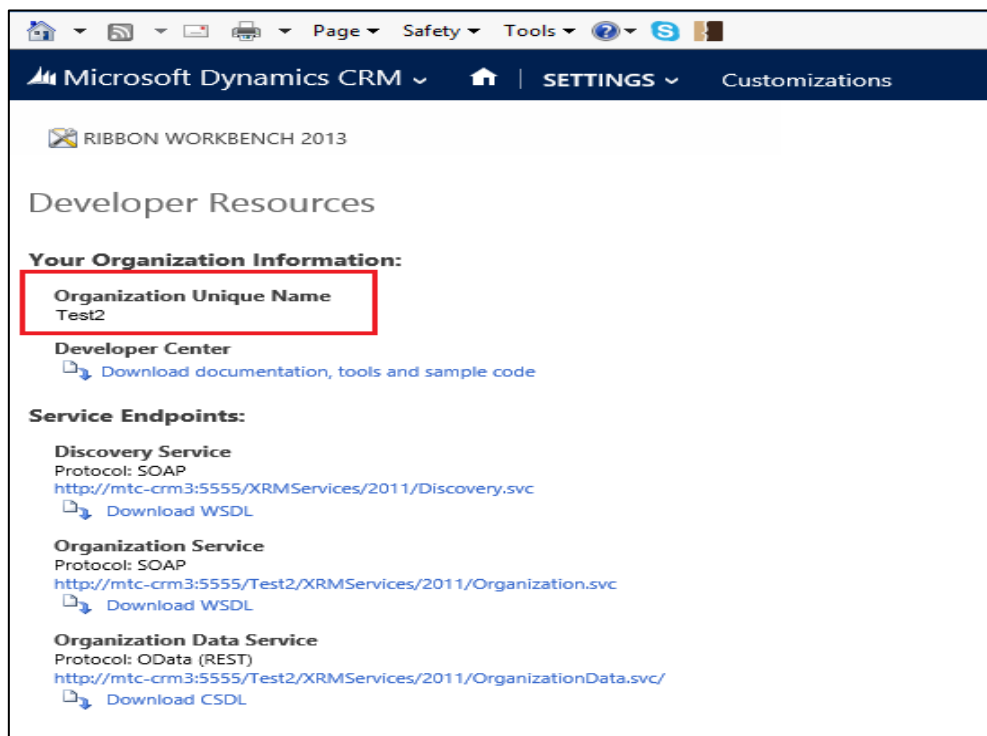 Page Safety Tools
Microsoft Dynamics CRM SETTINGS Customizations
RIBBON WORKBENCH 2013
Developer Resources
Your Organization Information:
Organization Unique Name
Test2
Developer Center
Download documentation, tools and sample code
Service Endpoints:
Discovery Service
Protocol: SOAP
http://mtc-crm3:5555/XRMServices/2011/Discovery.svc
Download WSDL
Organization Service
Protocol: SOAP
http://mtc-crm3:5555/Test2/XRMServices/2011/Organization.svc
Download WSDL
Organization Data Service
Protocol: OData (REST)
http://mtc-crm3:5555/Test2/XRMServices/2011/OrganizationData.svc/
Download CSDL